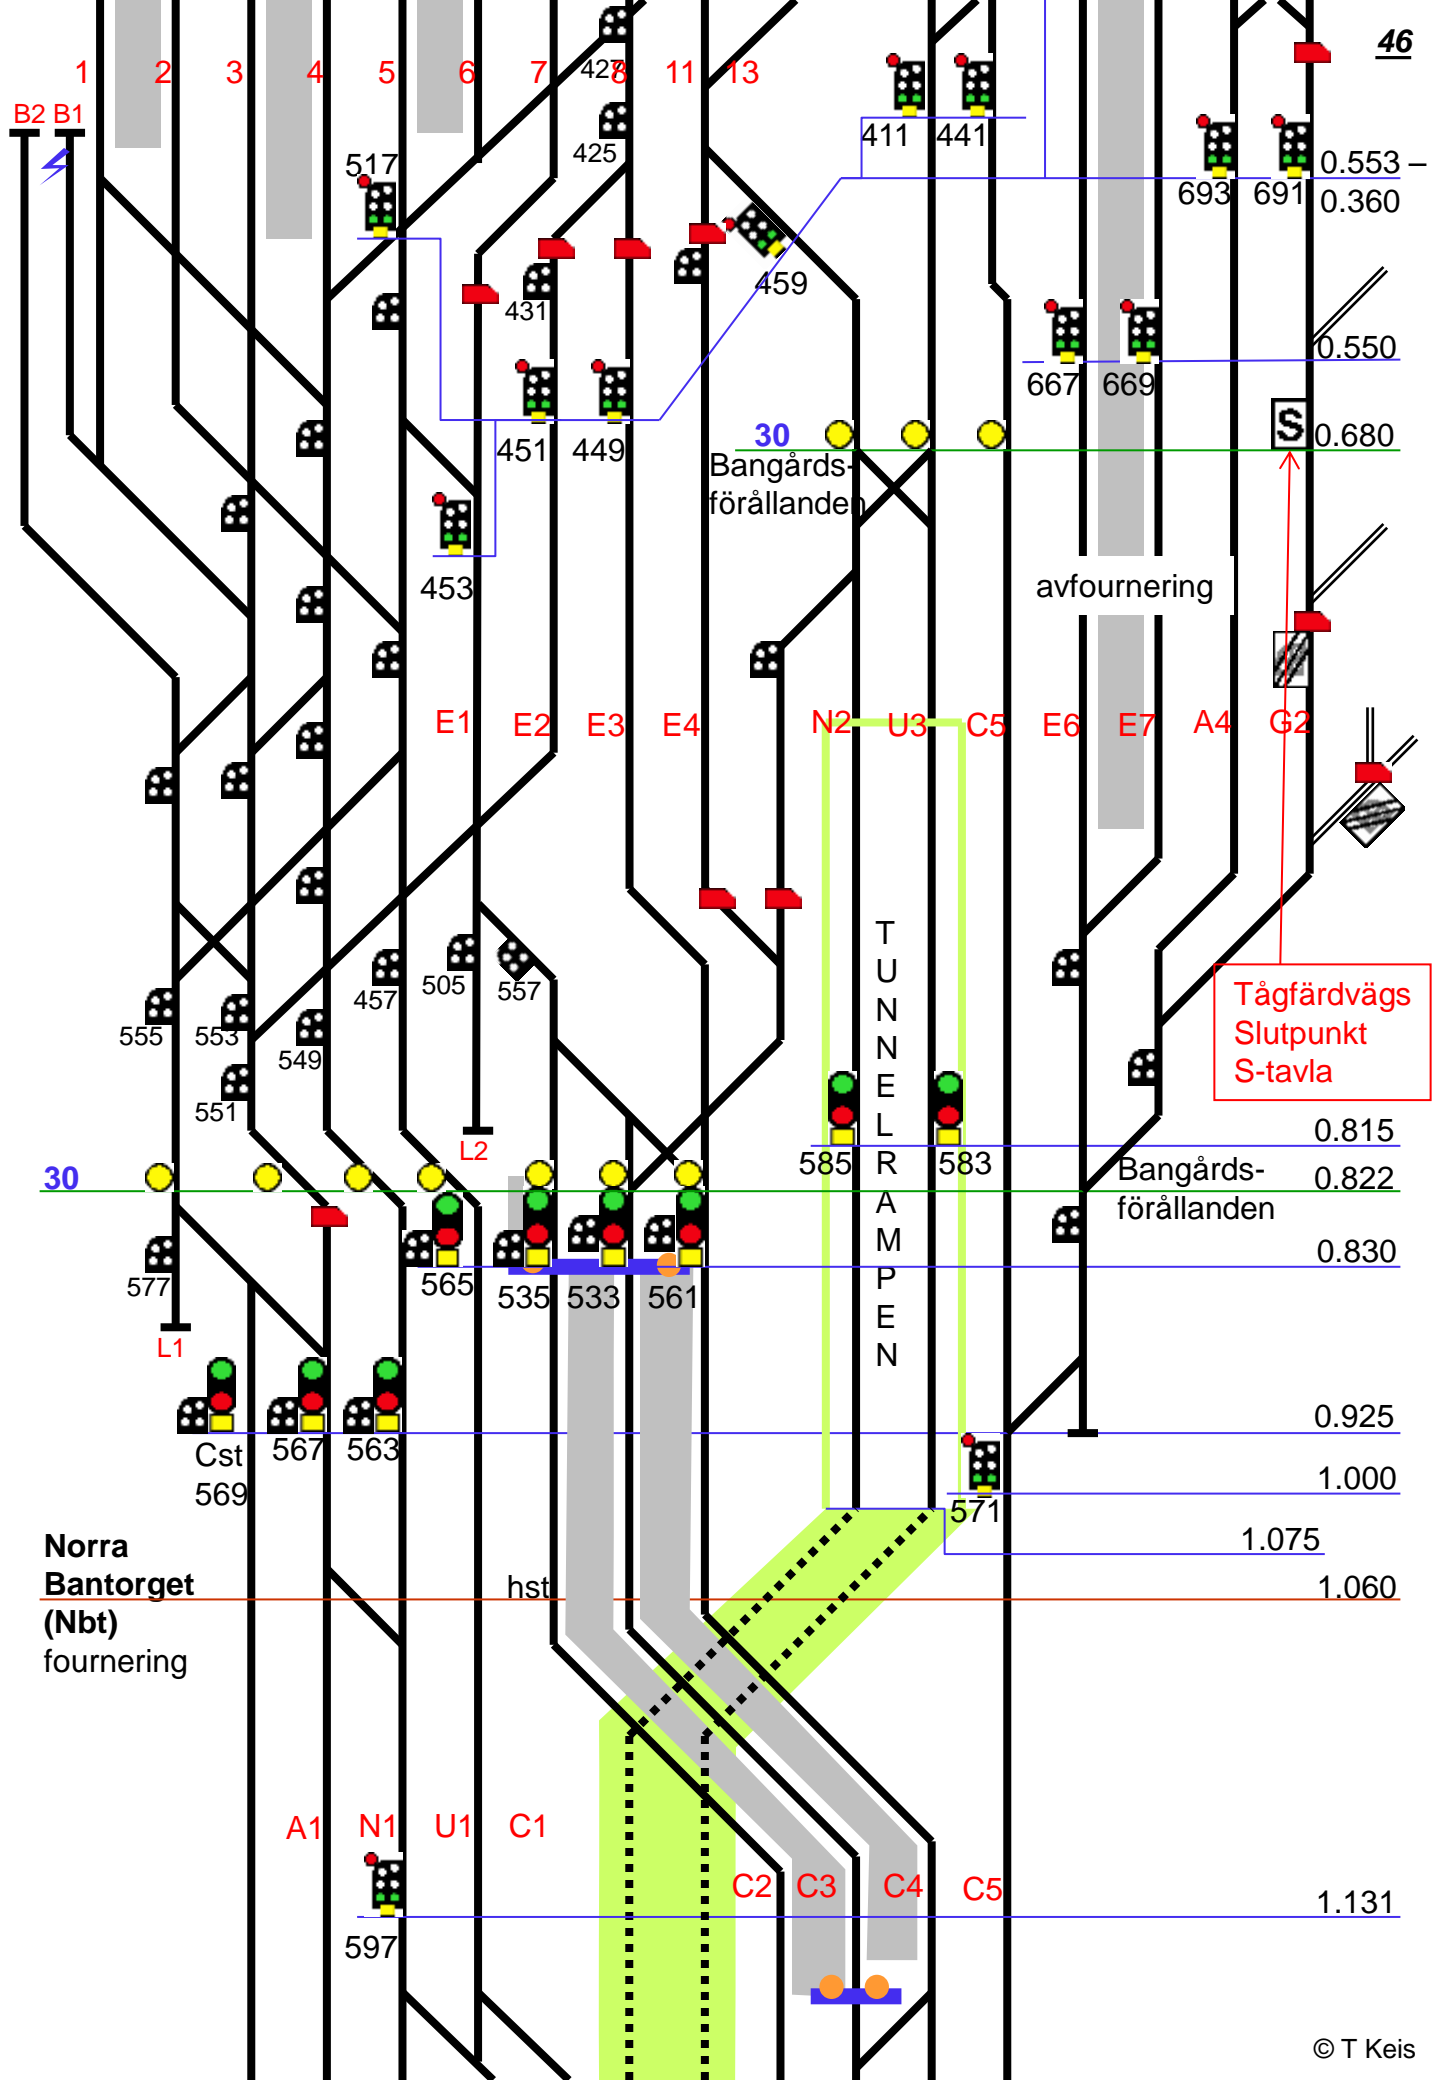 46
1 2 3 4 5 6 7 8 11 13
427
B2 B1
411 441
425
517
0.553 –
693 691
0.360
459
431
0.550
667 669
S
30
0.680
451 449
Bangårds-
förållanden
453
avfournering
E1 E2 E3 E4 N2 U3 C5 E6 E7 A4 G2
TUNNELRAMPEN
Tågfärdvägs
Slutpunkt
S-tavla
505 557
457
555 553
549
551
0.815
L2
585 583
30
Bangårds-
förållanden
0.822
0.830
577
565
535 533 561
L1
0.925
Cst
569
567 563
1.000
571
1.075
Norra
Bantorget
(Nbt)
fournering
hst
1.060
A1 N1 U1 C1
C2 C3 C4 C5
1.131
597
© T Keis